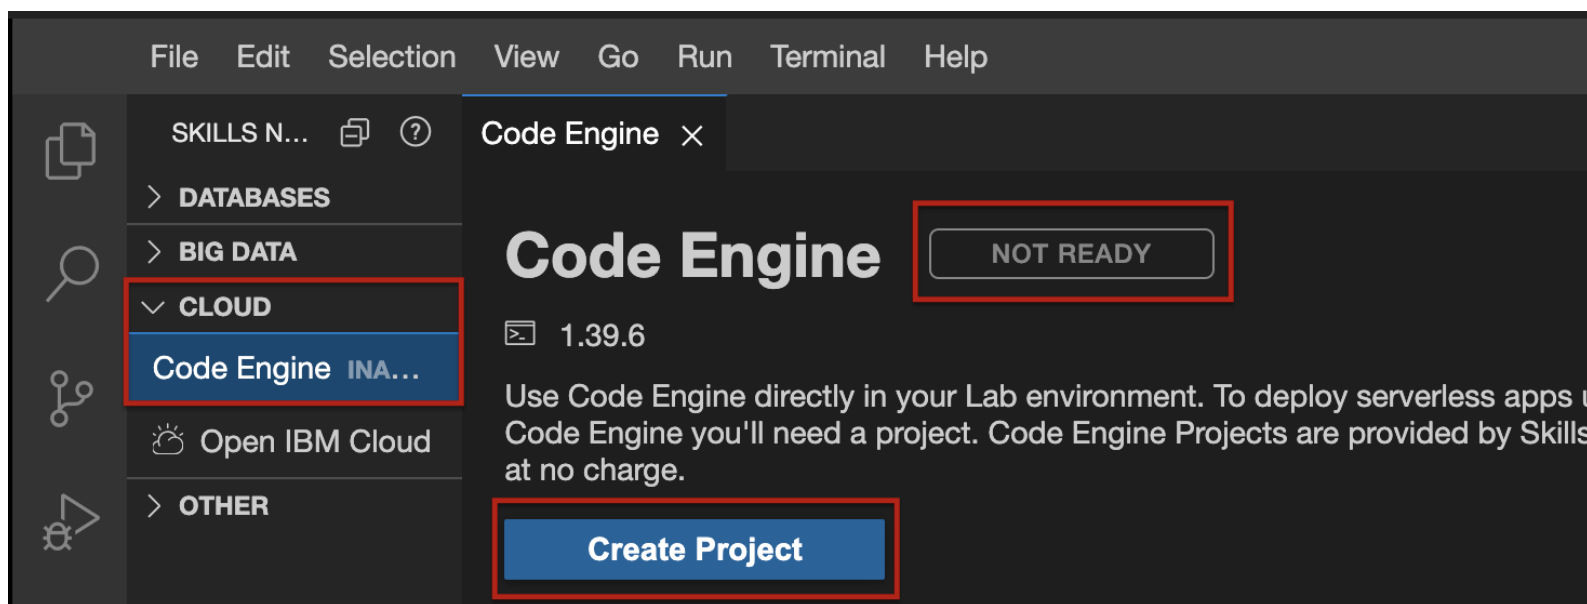 File Edit Selection View Go Run Terminal Help
SKILLS N...
Code Engine
DATABASES
BIG DATA
CLOUD
Code Engine INA...
Open IBM Cloud
OTHER
Code Engine
NOT READY
1.39.6
Use Code Engine directly in your Lab environment. To deploy serverless apps
Code Engine you'll need a project. Code Engine Projects are provided by Skills
at no charge.
Create Project